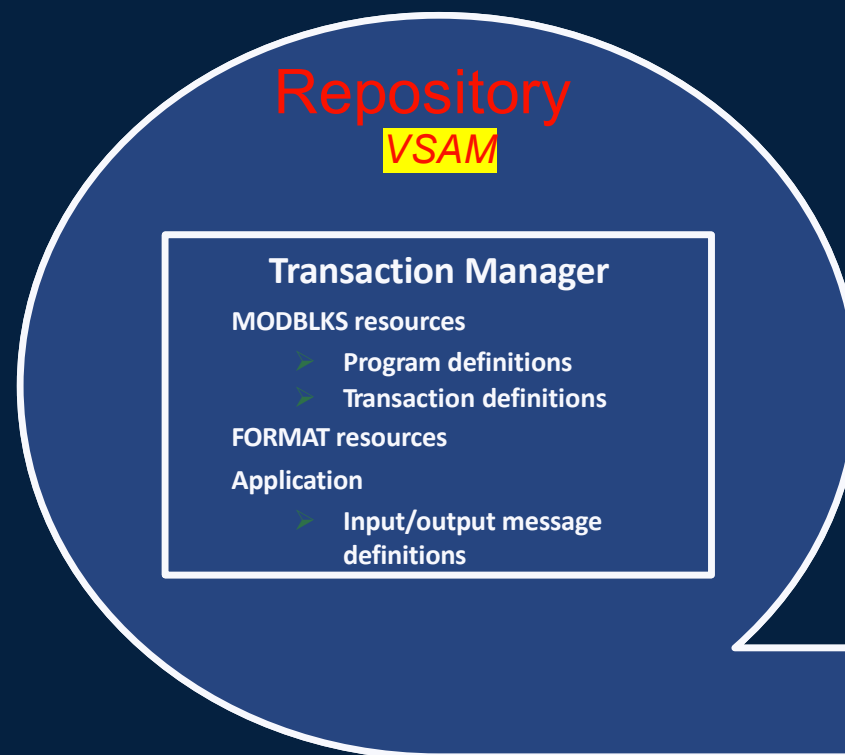 Repository
VSAM
Transaction Manager
MODBLKS resources
Program definitions
Transaction definitions
FORMAT resources
Application
Input/output message
definitions